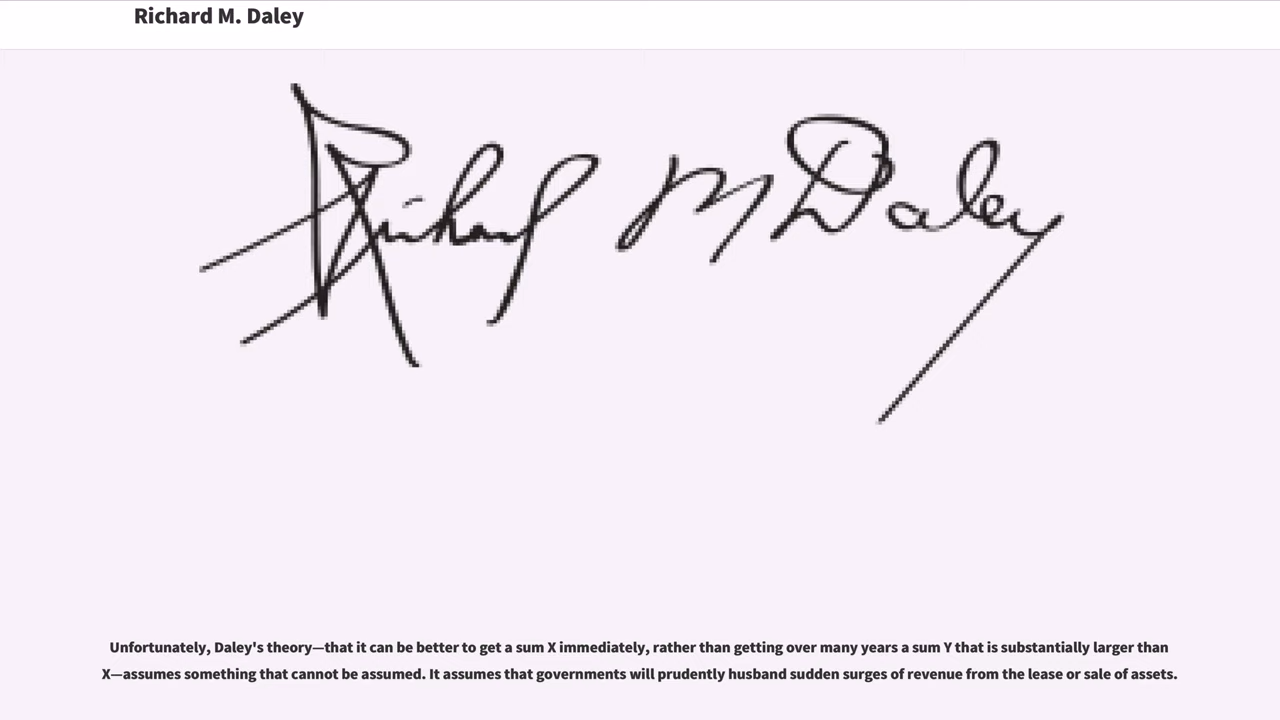 Richard M. Daley
Richard M Daley
Unfortunately, Daley's theory—that it can be better to get a sum X immediately, rather than getting over many years a sum Y that is substantially larger than
X—assumes something that cannot be assumed. It assumes that governments will prudently husband sudden surges of revenue from the lease or sale of assets.